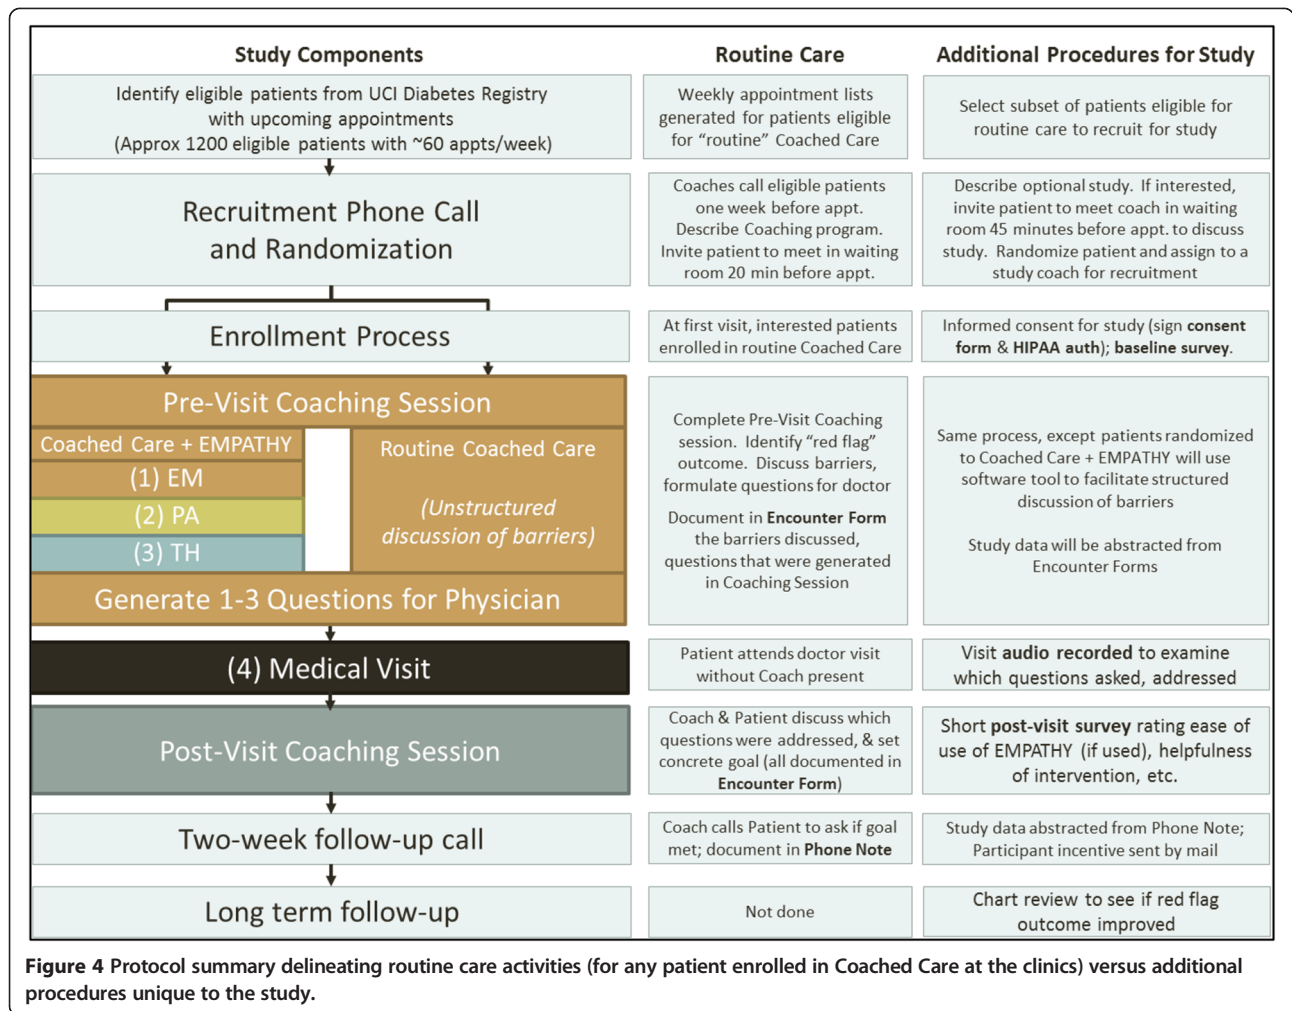 Study Components
Routine Care
Additional Procedures for Study
Identify eligible patients from UCI Diabetes Registry
with upcoming appointments
(Approx 1200 eligible patients with ~60 appts/week)
Weekly appointment lists
generated for patients eligible
for “routine” Coached Care
Select subset of patients eligible for
routine care to recruit for study
Recruitment Phone Call
and Randomization
Coaches call eligible patients
one week before appt.
Describe Coaching program.
Invite patient to meet in waiting
room 20 min before appt.
Describe optional study. If interested,
invite patient to meet coach in waiting
room 45 minutes before appt. to discuss
study. Randomize patient and assign to a
study coach for recruitment
Enrollment Process
At first visit, interested patients
enrolled in routine Coached Care
Informed consent for study (sign consent
form & HIPAA auth); baseline survey.
Pre-Visit Coaching Session
Coached Care + EMPATHY
(1) EM
(2) PA
(3) TH
Routine Coached Care
(Unstructured
discussion of barriers)
Generate 1-3 Questions for Physician
Complete Pre-Visit Coaching
session. Identify “red flag”
outcome. Discuss barriers,
formulate questions for doctor
Document in Encounter Form
the barriers discussed,
questions that were generated
in Coaching Session
Same process, except patients randomized
to Coached Care + EMPATHY will use
software tool to facilitate structured
discussion of barriers
Study data will be abstracted from
Encounter Forms
(4) Medical Visit
Patient attends doctor visit
without Coach present
Visit audio recorded to examine
which questions asked, addressed
Post-Visit Coaching Session
Coach & Patient discuss which
questions were addressed, & set
concrete goal (all documented in
Encounter Form)
Short post-visit survey rating ease of
use of EMPATHY (if used), helpfulness
of intervention, etc.
Two-week follow-up call
Coach calls Patient to ask if goal
met; document in Phone Note
Study data abstracted from Phone Note;
Participant incentive sent by mail
Long term follow-up
Not done
Chart review to see if red flag
outcome improved
Figure 4 Protocol summary delineating routine care activities (for any patient enrolled in Coached Care at the clinics) versus additional
procedures unique to the study.